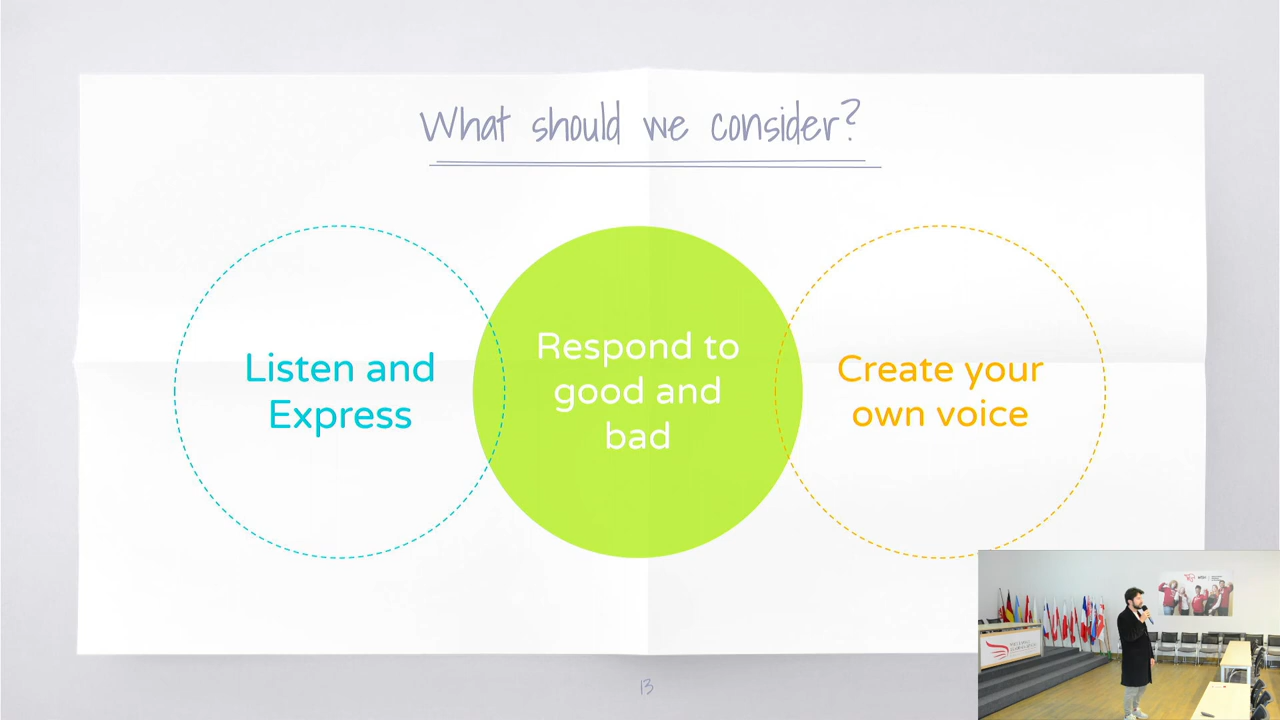 What should we consider?
Listen and
Express
Respond to
good and
bad
Create your
own voice
13